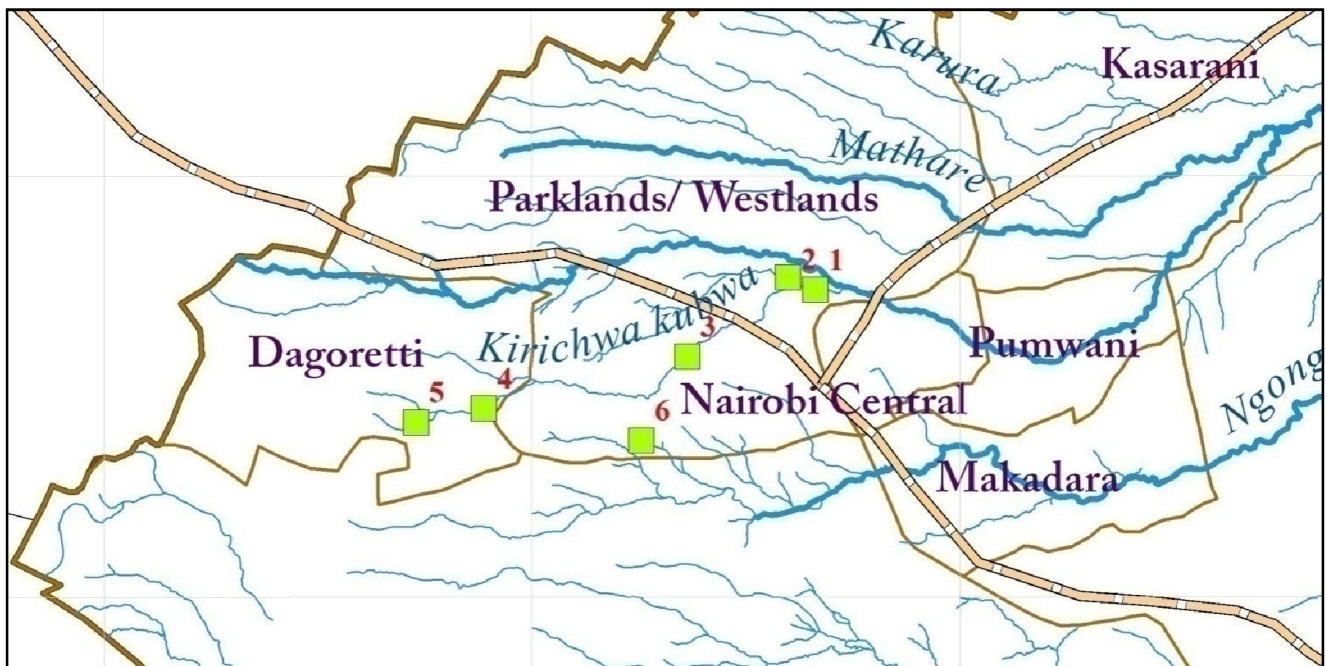 Karura
Kasarani
Mathare
Parklands/ Westlands
2 1
Kirichwa kubwa
3
Dagoretti
Pumwani
5
4
6
Nairobi Central
Ngong
Makadara